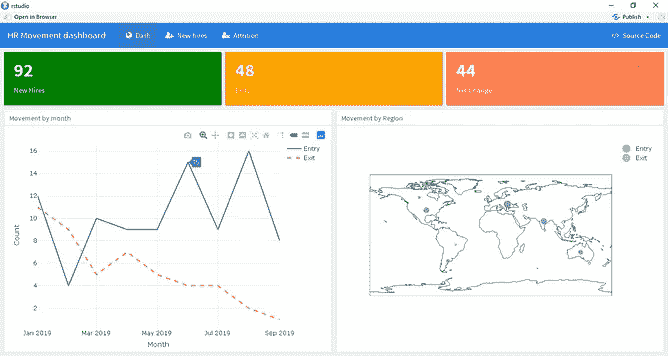 rstudio
Open in Browser
Publish
HR Movement dashboard
Dash
New hires
Attrition
Source Code
92
New Hires
48
44
Change
Movement by month
Movement by Region
Entry
Exit
Entry
Exit
16
14
12
10
8
6
4
2
Count
Jan 2019
Mar 2019
May 2019
Jul 2019
Sep 2019
Month